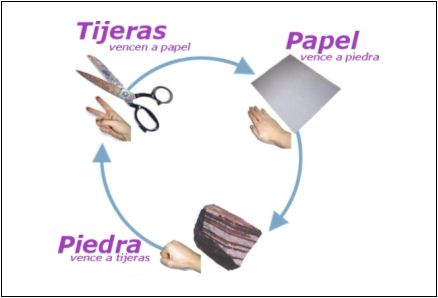 Tijeras
vencen a papel
Papel
vence a piedra
Piedra
vence a tijeras